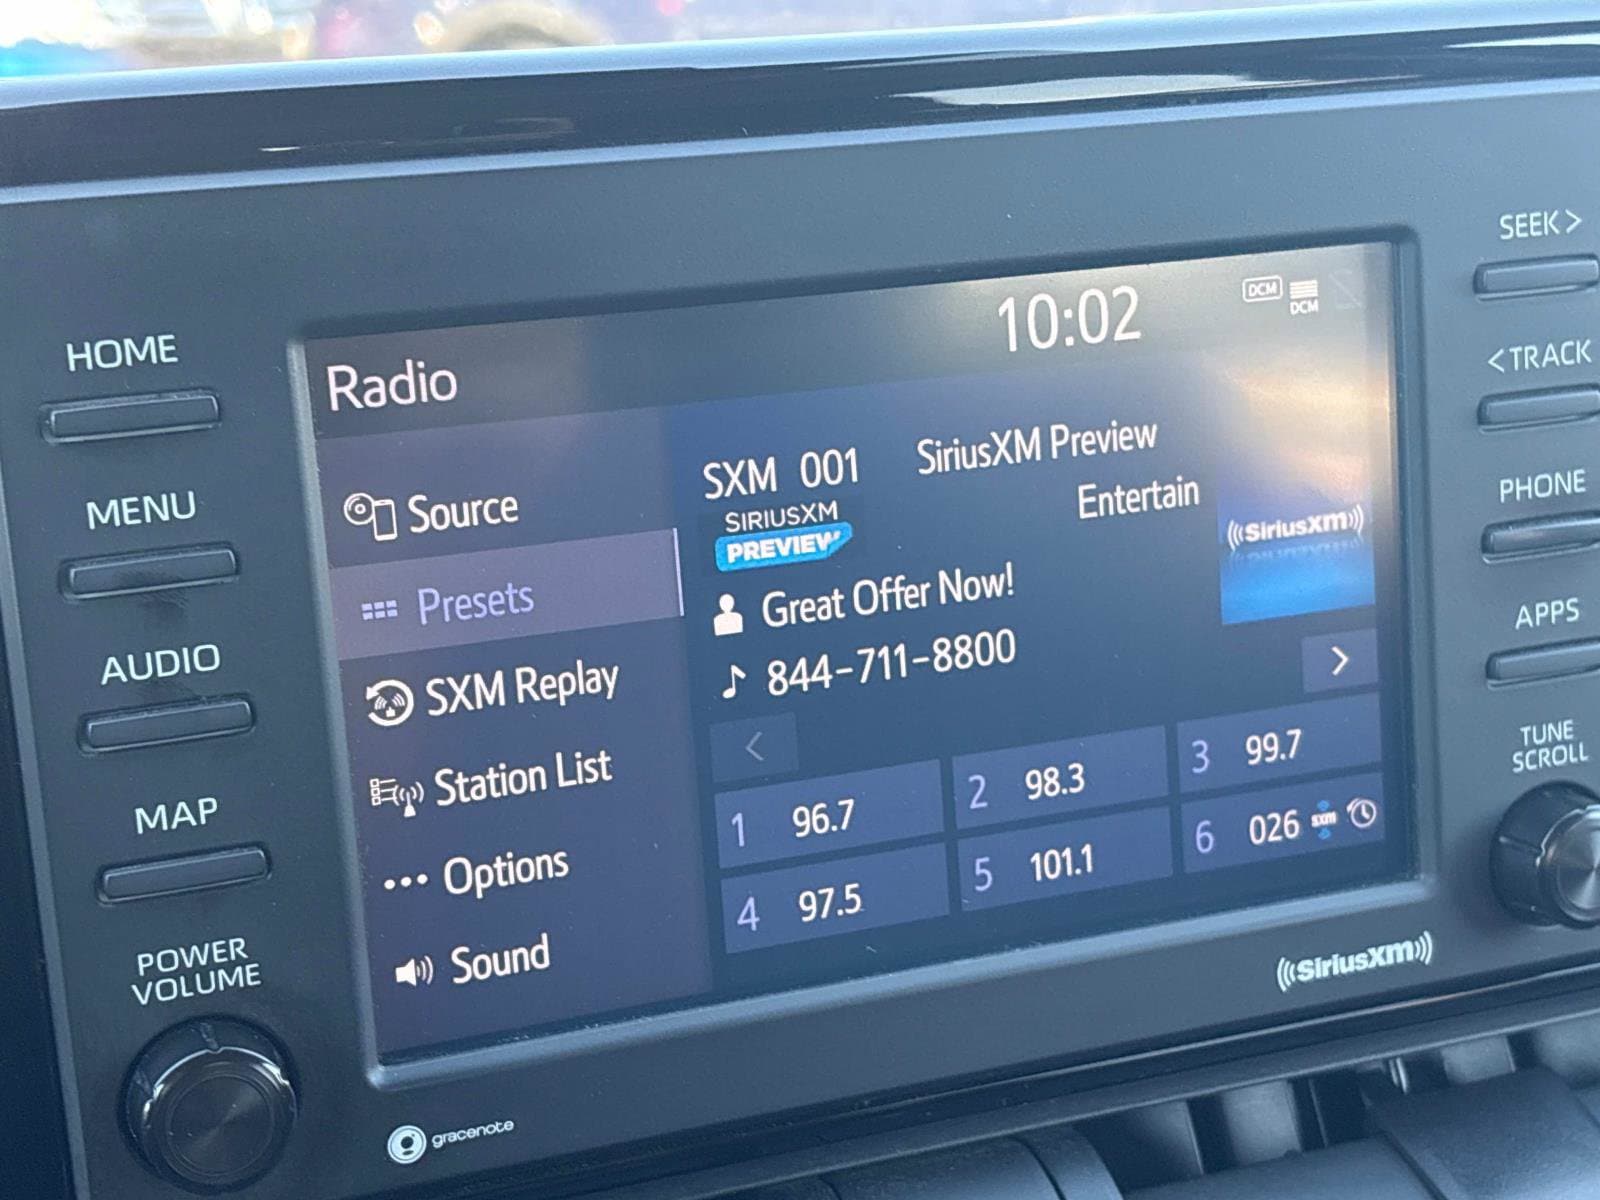 HOME
MENU
AUDIO
MAP
POWER
VOLUME
Radio
10:02
DCM
DCM
Source
Presets
SXM Replay
Station List
Options
Sound
SXM 001
SiriusXM Preview
Entertain
SIRIUSXM
PREVIEW
Great Offer Now!
844-711-8800
((SiriusXM))
<
>
1 96.7
2 98.3
3 99.7
4 97.5
5 101.1
6 026 sxm
SEEK >
< TRACK
PHONE
APPS
TUNE
SCROLL
((SiriusXM))
gracenote